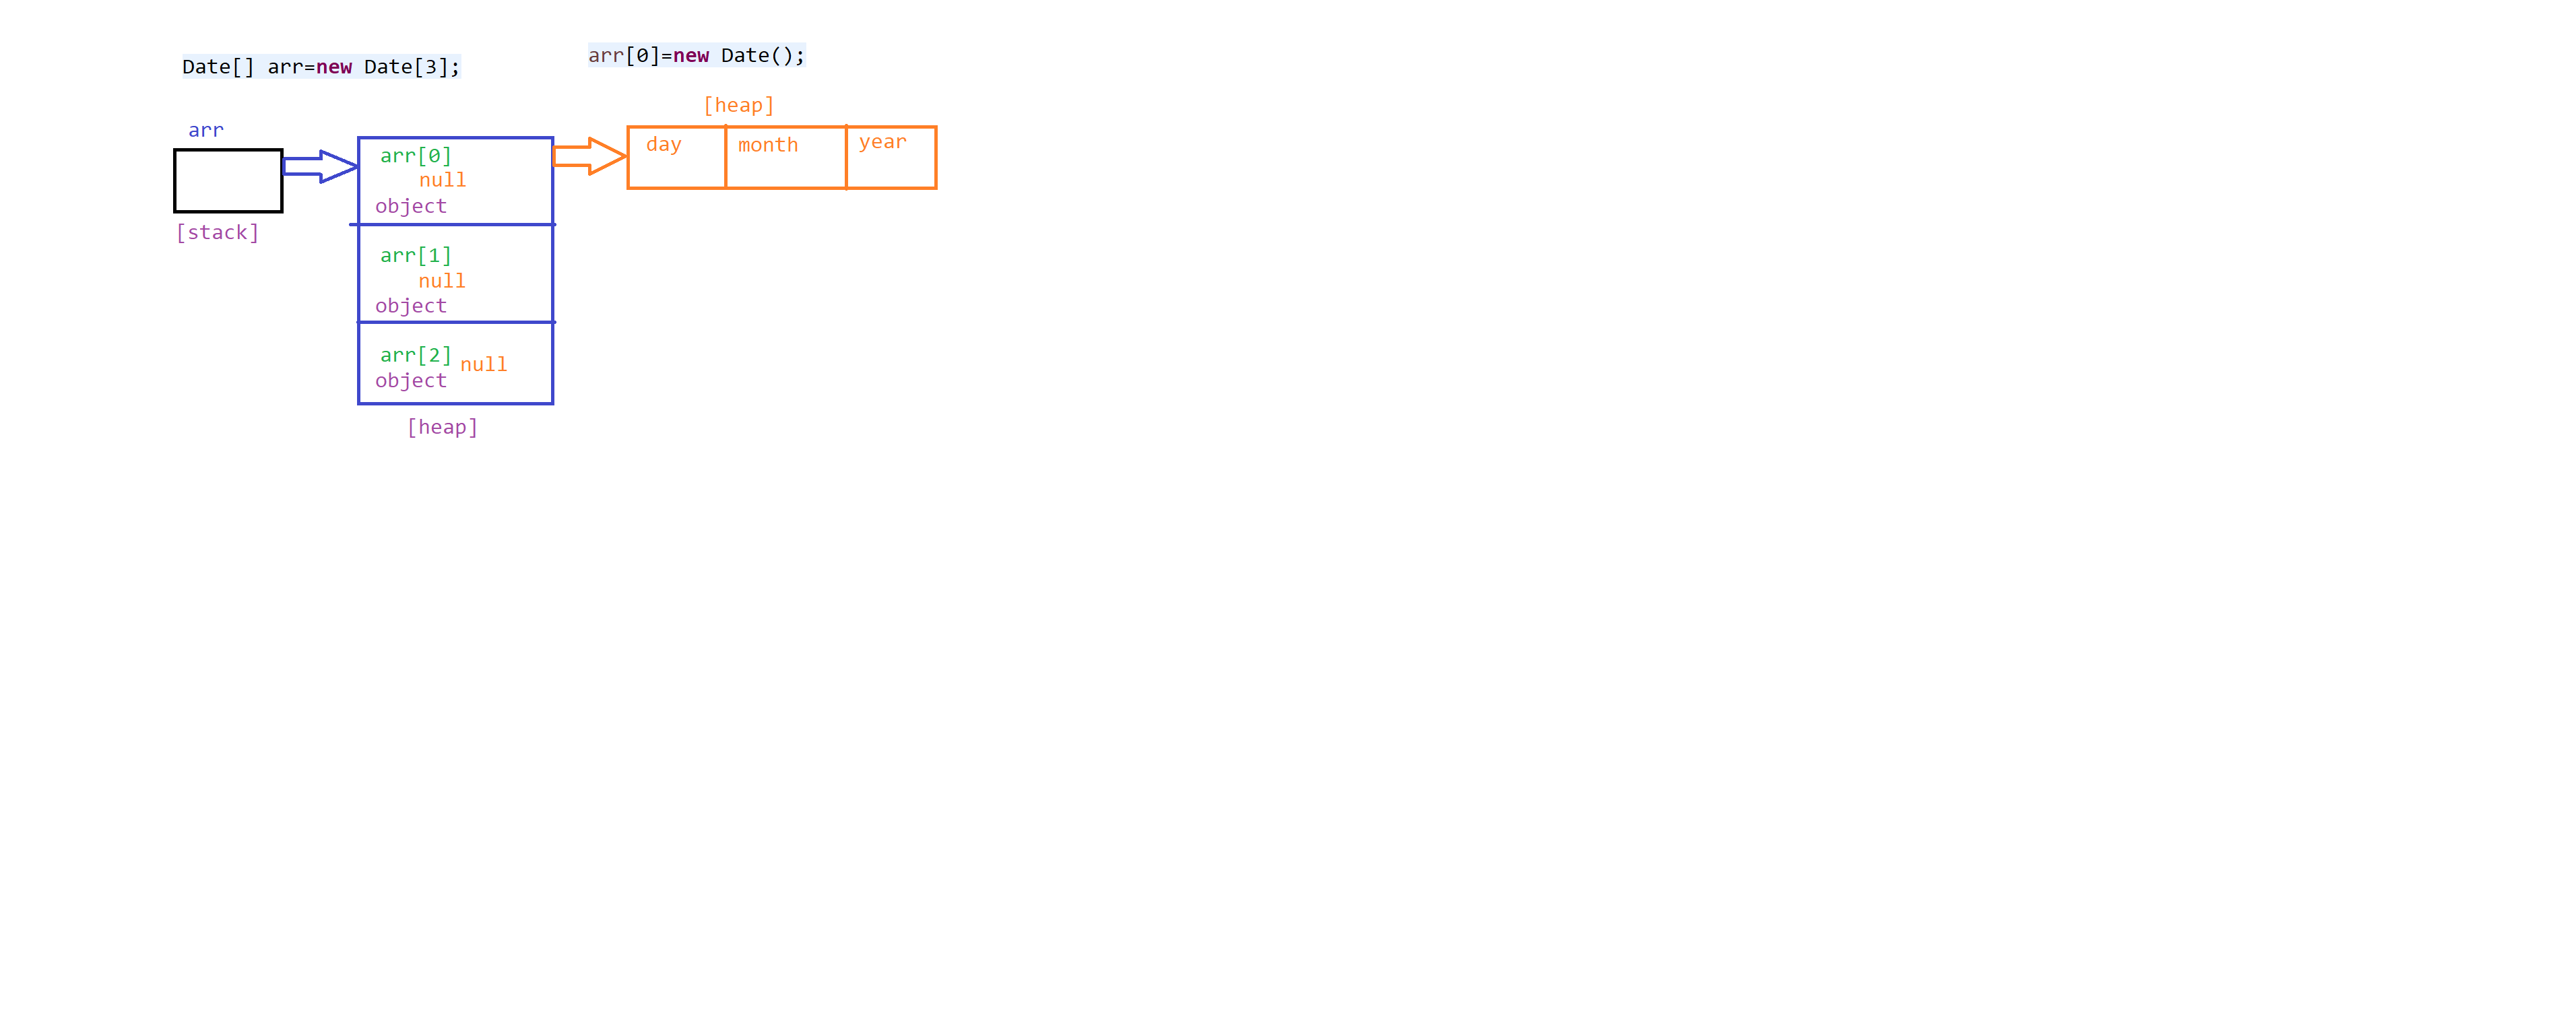 Date[] arr=new Date[3];
arr[0]=new Date();
[heap]
arr
day
month
year
arr[0]
null
object
[stack]
arr[1]
null
object
arr[2]
null
object
[heap]